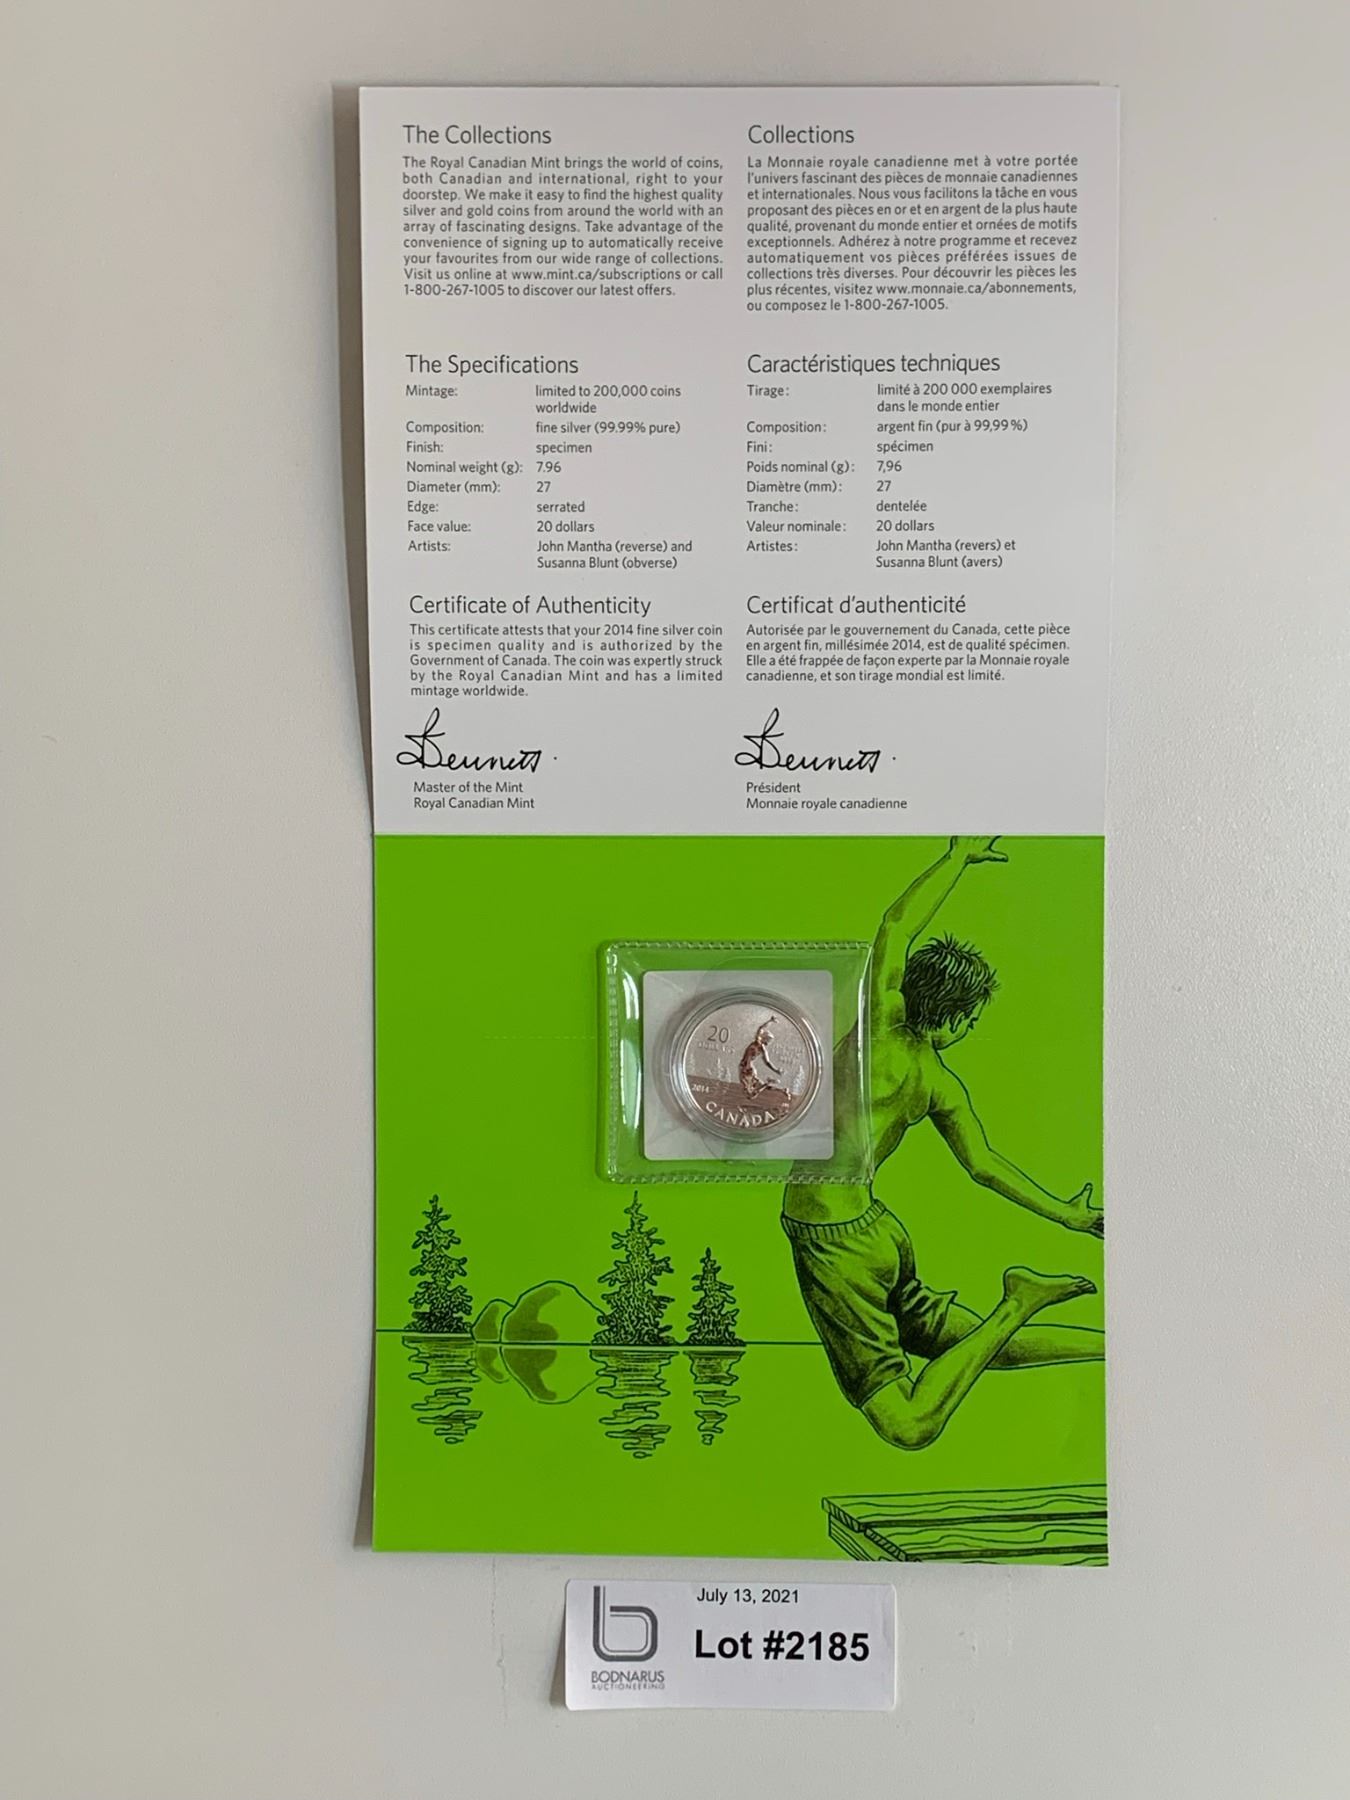 The Collections
The Royal Canadian Mint brings the world of coins,
both Canadian and international, right to your
doorstep. We make it easy to find the highest quality
silver and gold coins from around the world with an
array of fascinating designs. Take advantage of the
convenience of signing up to automatically receive
your favourites from our wide range of collections.
Visit us online at www.mint.ca/subscriptions or call
1-800-267-1005 to discover our latest offers.
Collections
La Monnaie royale canadienne met à votre portée
l'univers fascinant des pièces de monnaie canadiennes
et internationales. Nous vous facilitons la tâche en vous
proposant des pièces en or et en argent de la plus haute
qualité, provenant du monde entier et ornées de motifs
exceptionnels. Adhérez à notre programme et recevez
automatiquement vos pièces préférées issues de
collections très diverses. Pour découvrir les pièces les
plus récentes, visitez www.monnaie.ca/abonnements,
ou composez le 1-800-267-1005.
The Specifications
Mintage: limited to 200,000 coins
worldwide
Composition: fine silver (99.99% pure)
Finish: specimen
Nominal weight (g): 7.96
Diameter (mm): 27
Edge: serrated
Face value: 20 dollars
Artists: John Mantha (reverse) and
Susanna Blunt (obverse)
Caractéristiques techniques
Tirage: limité à 200 000 exemplaires
dans le monde entier
Composition: argent fin (pur à 99,99 %)
Fini: spécimen
Poids nominal (g): 7,96
Diamètre (mm): 27
Tranche: dentelée
Valeur nominale: 20 dollars
Artistes: John Mantha (revers) et
Susanna Blunt (avers)
Certificate of Authenticity
This certificate attests that your 2014 fine silver coin
is specimen quality and is authorized by the
Government of Canada. The coin was expertly struck
by the Royal Canadian Mint and has a limited
mintage worldwide.
Bennett
Master of the Mint
Royal Canadian Mint
Certificat d'authenticité
Autorisée par le gouvernement du Canada, cette pièce
en argent fin, millésimée 2014, est de qualité spécimen.
Elle a été frappée de façon experte par la Monnaie royale
canadienne, et son tirage mondial est limité.
Bennett
Président
Monnaie royale canadienne
20
DOLLARS
2014
CANADA
July 13, 2021
Lot #2185
BODNARUS
AUCTIONEERING